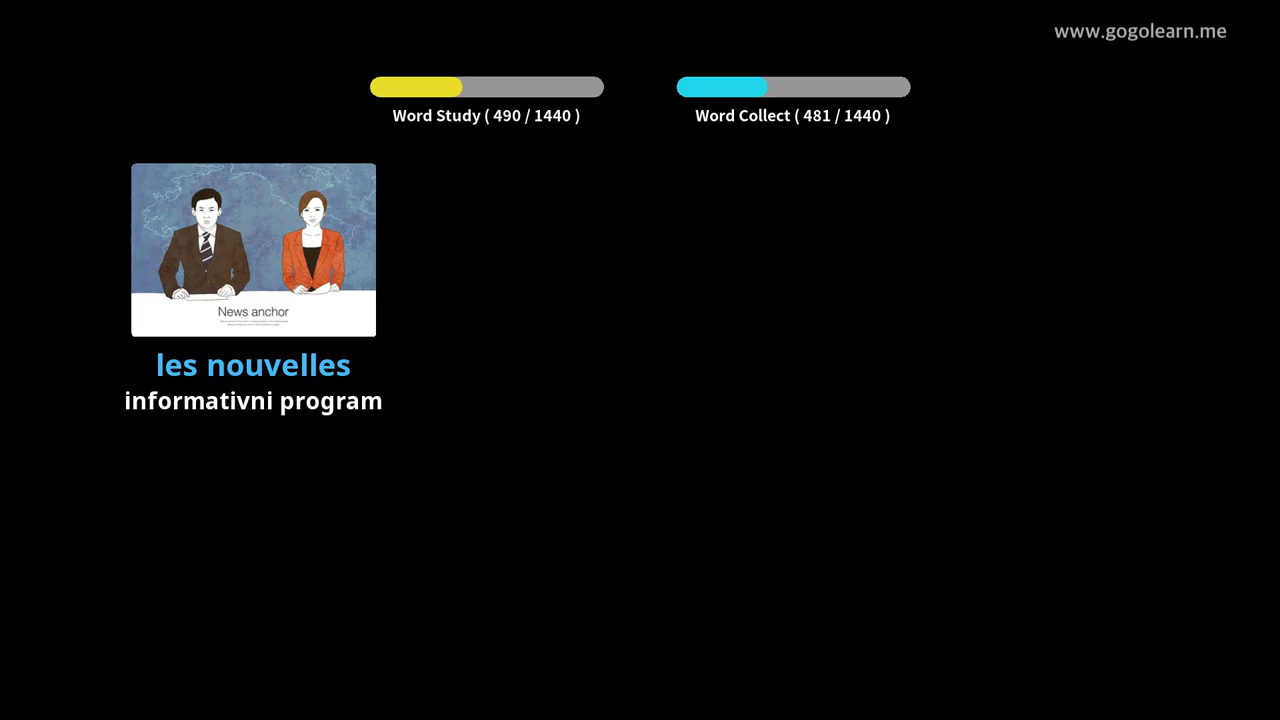 www.gogolearn.me
Word Study ( 490 / 1440 )
Word Collect ( 481 / 1440 )
News anchor
les nouvelles
informativni program